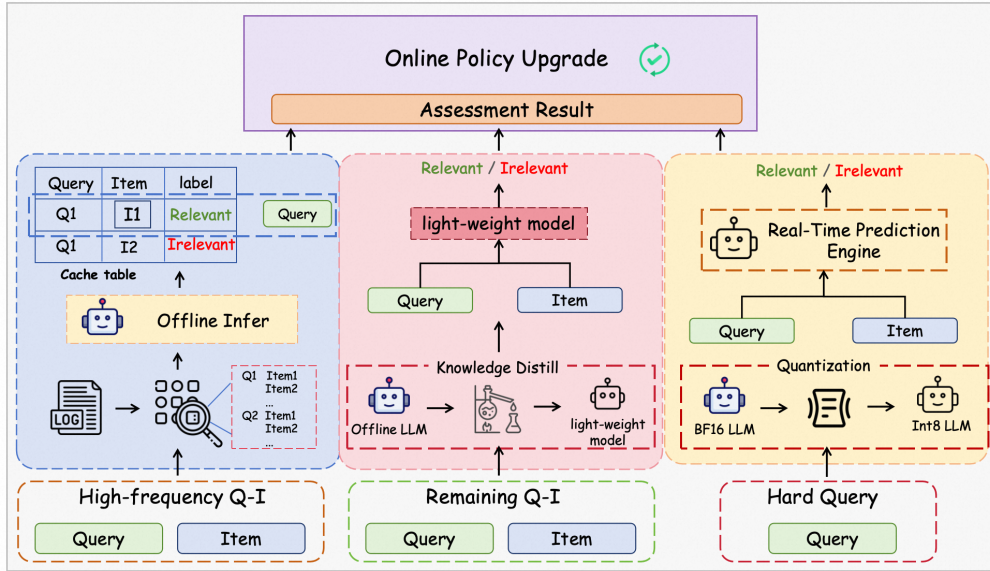 Online Policy Upgrade
Assessment Result
Query Item label
Q1 I1 Relevant
Query
Q1 I2 Irelevant
Cache table
Offline Infer
LOG
Q1 Item1
Item2
...
Q2 Item1
Item2
...
High-frequency Q-I
Query Item
Relevant / Irelevant
light-weight model
Query Item
Knowledge Distill
Offline LLM
light-weight
model
Remaining Q-I
Query Item
Relevant / Irelevant
Real-Time Prediction
Engine
Query Item
Quantization
BF16 LLM
Int8 LLM
Hard Query
Query